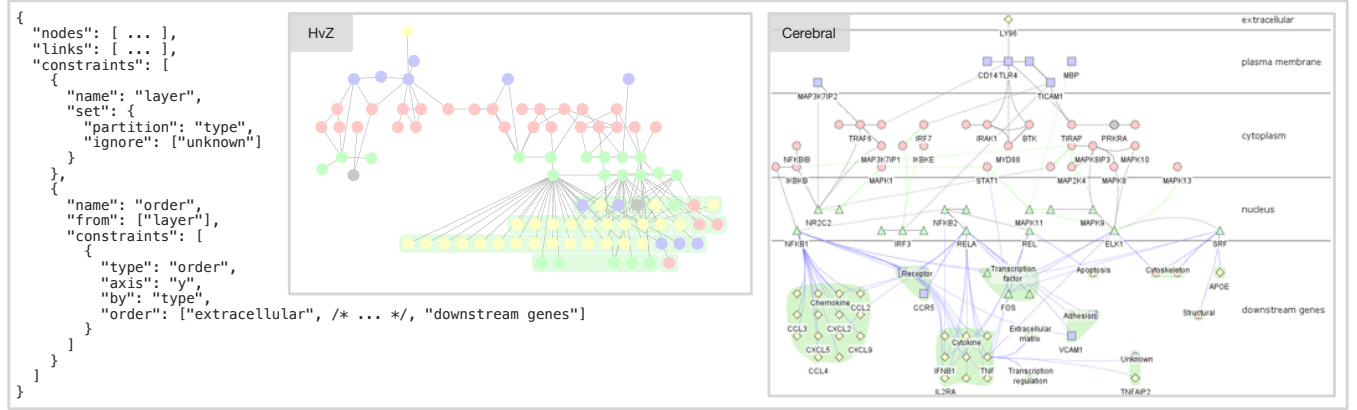 {
  "nodes": [ ... ],
  "links": [ ... ],
  "constraints": [
    {
      "name": "layer",
      "set": {
        "partition": "type",
        "ignore": ["unknown"]
      }
    },
    {
      "name": "order",
      "from": ["layer"],
      "constraints": [
        {
          "type": "order",
          "axis": "y",
          "by": "type",
          "order": ["extracellular", /* ... */, "downstream genes"]
        }
      ]
    }
  ]
}
HvZ
Cerebral
extracellular
LY96
plasma membrane
CD14 TLR4
MBP
MAP3K7IP2
TICAM1
cytoplasm
TRAF6
IRF7
IRAK1
BTK
TIRAP
PRKRA
NFKBIB
MAP3K7IP1
IKBKE
MYD88
MAPK8IP3
MAPK10
IKBKB
MAPK1
STAT1
MAP2K4
MAPK8
MAPK13
nucleus
NR2C2
NFKB2
MAPK11
MAPK9
NFKB1
IRF3
RELA
REL
ELK1
SRF
Receptor
Transcription
factor
Apoptosis
Cytoskeleton
APOE
Chemokine
CCL2
CCR5
FOS
Structural
downstream genes
CCL3
CXCL2
Extracellular
matrix
Adhesion
CXCL5
CXCL9
Cytokine
VCAM1
CCL4
IFNB1
TNF
Transcription
regulation
Unknown
IL2RA
TNFAIP2